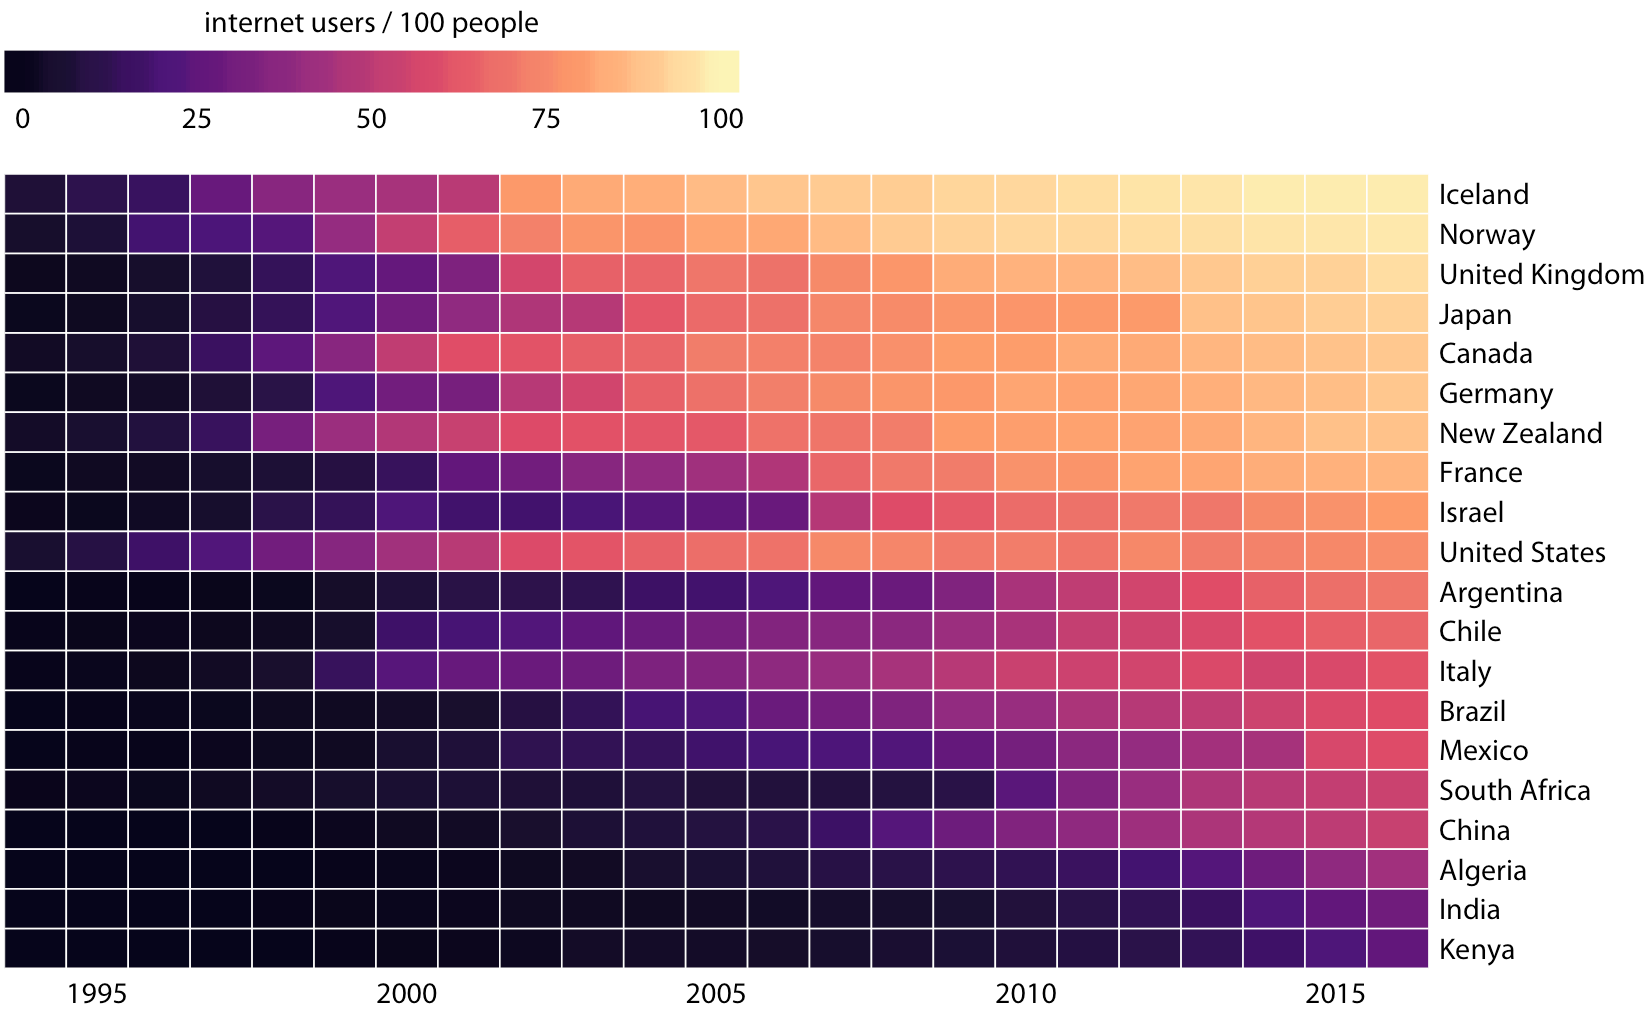 internet users / 100 people
0 25 50 75 100
Iceland
Norway
United Kingdom
Japan
Canada
Germany
New Zealand
France
Israel
United States
Argentina
Chile
Italy
Brazil
Mexico
South Africa
China
Algeria
India
Kenya
1995 2000 2005 2010 2015